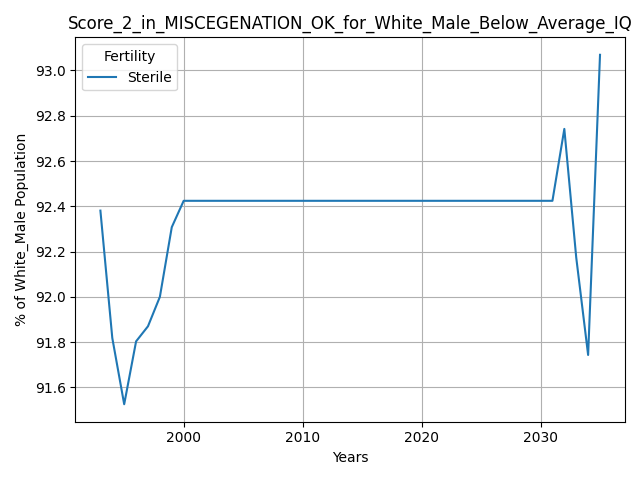 Score_2_in_MISCEGENATION_OK_for_White_Male_Below_Average_IQ
Fertility
Sterile
93.0
92.8
92.6
92.4
92.2
92.0
91.8
91.6
% of White_Male Population
2000
2010
2020
2030
Years